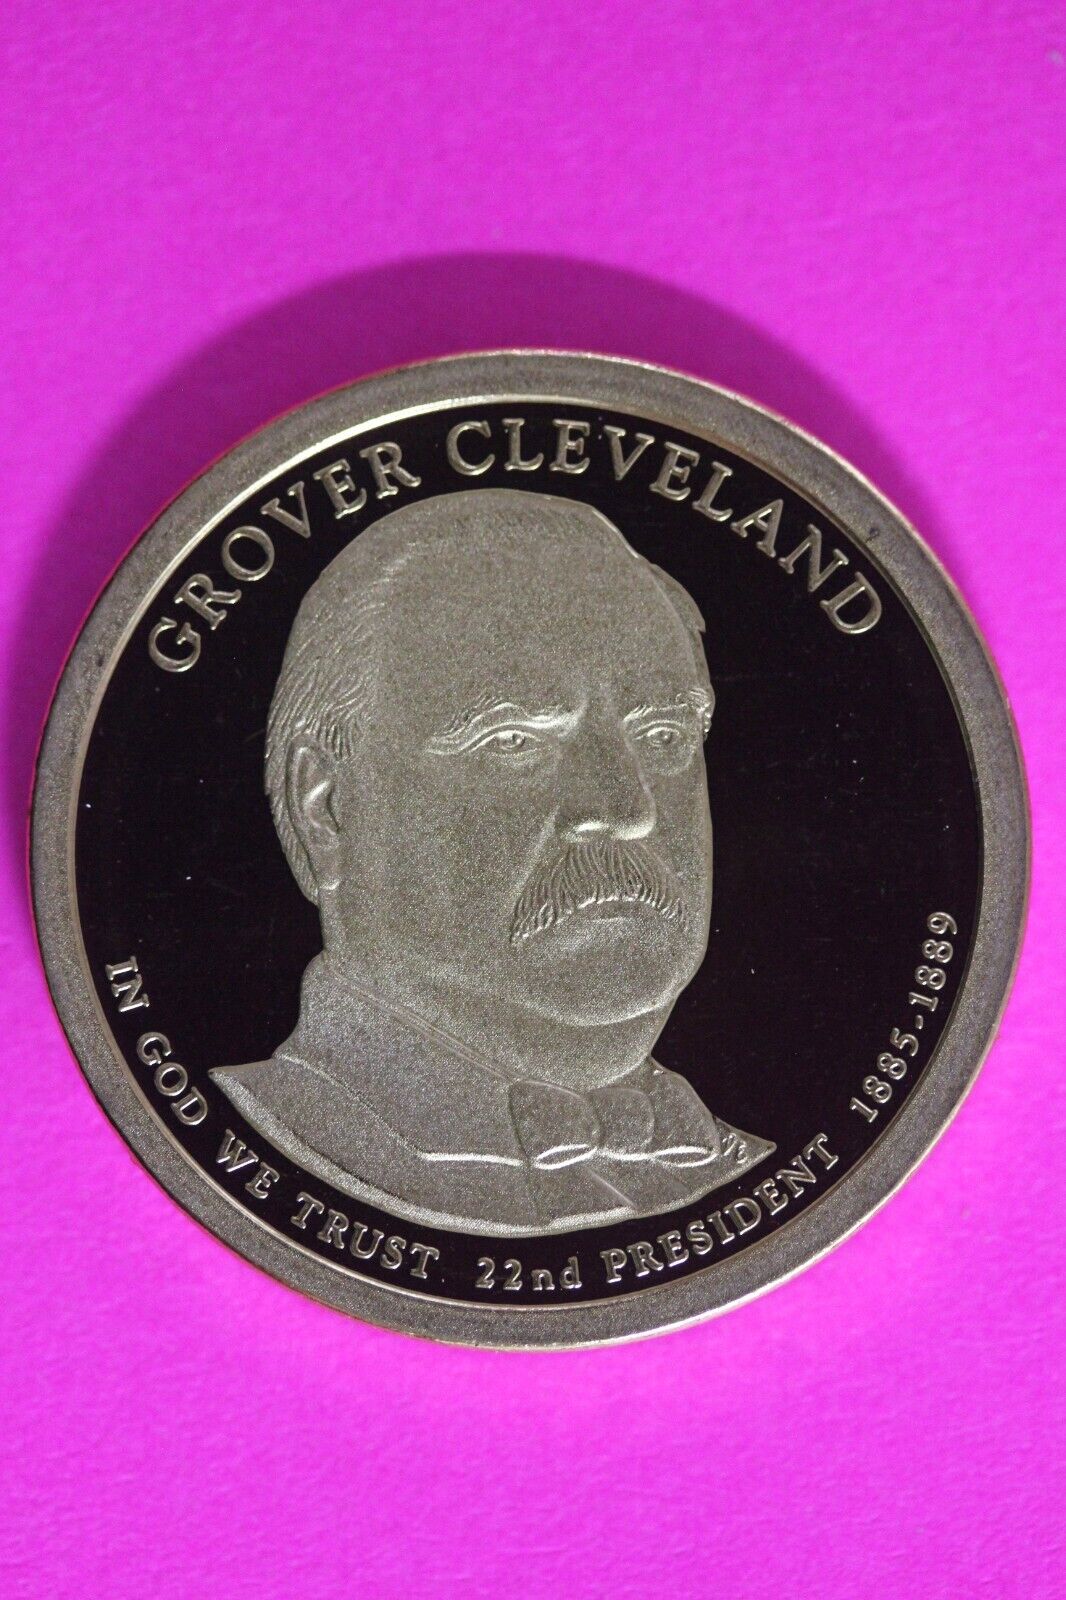 GROVER CLEVELAND
IN GOD WE TRUST 22nd PRESIDENT 1885-1889